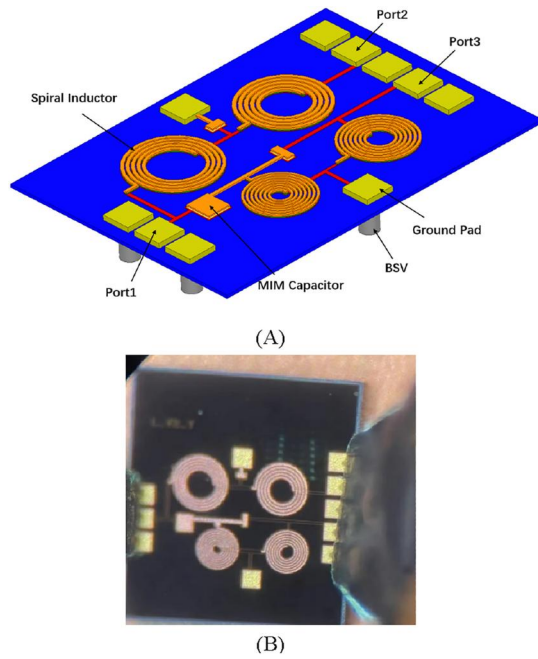 Port2
Port3
Spiral Inductor
Ground Pad
BSV
MIM Capacitor
Port1
(A)
(B)